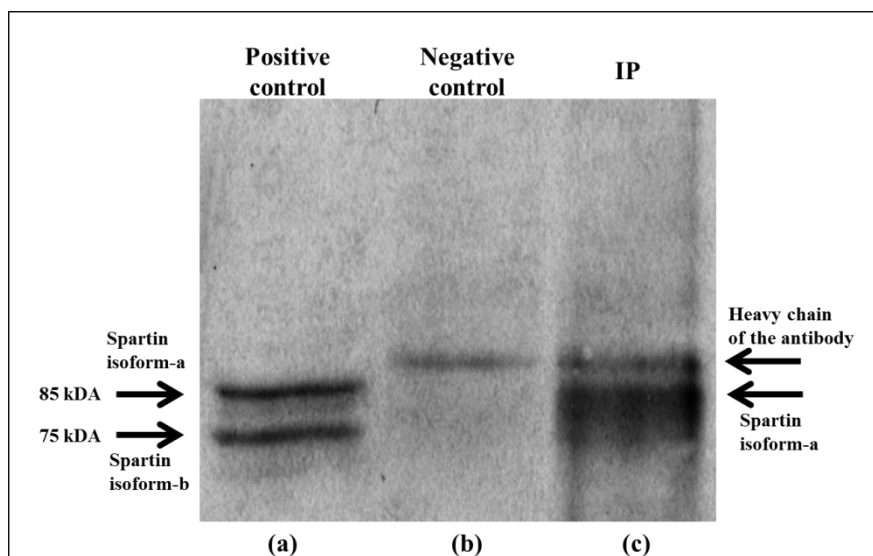 Positive
control
Negative
control
IP
Spartin
isoform-a
85 kDA
75 kDA
Spartin
isoform-b
Heavy chain
of the antibody
Spartin
isoform-a
(a)
(b)
(c)